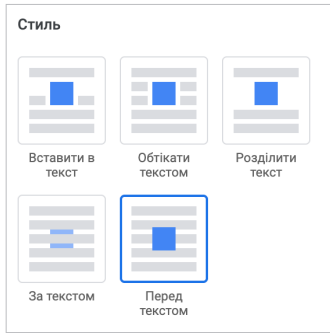 Стиль
Вставити в
текст
Обтікати
текстом
Розділити
текст
За текстом
Перед
текстом